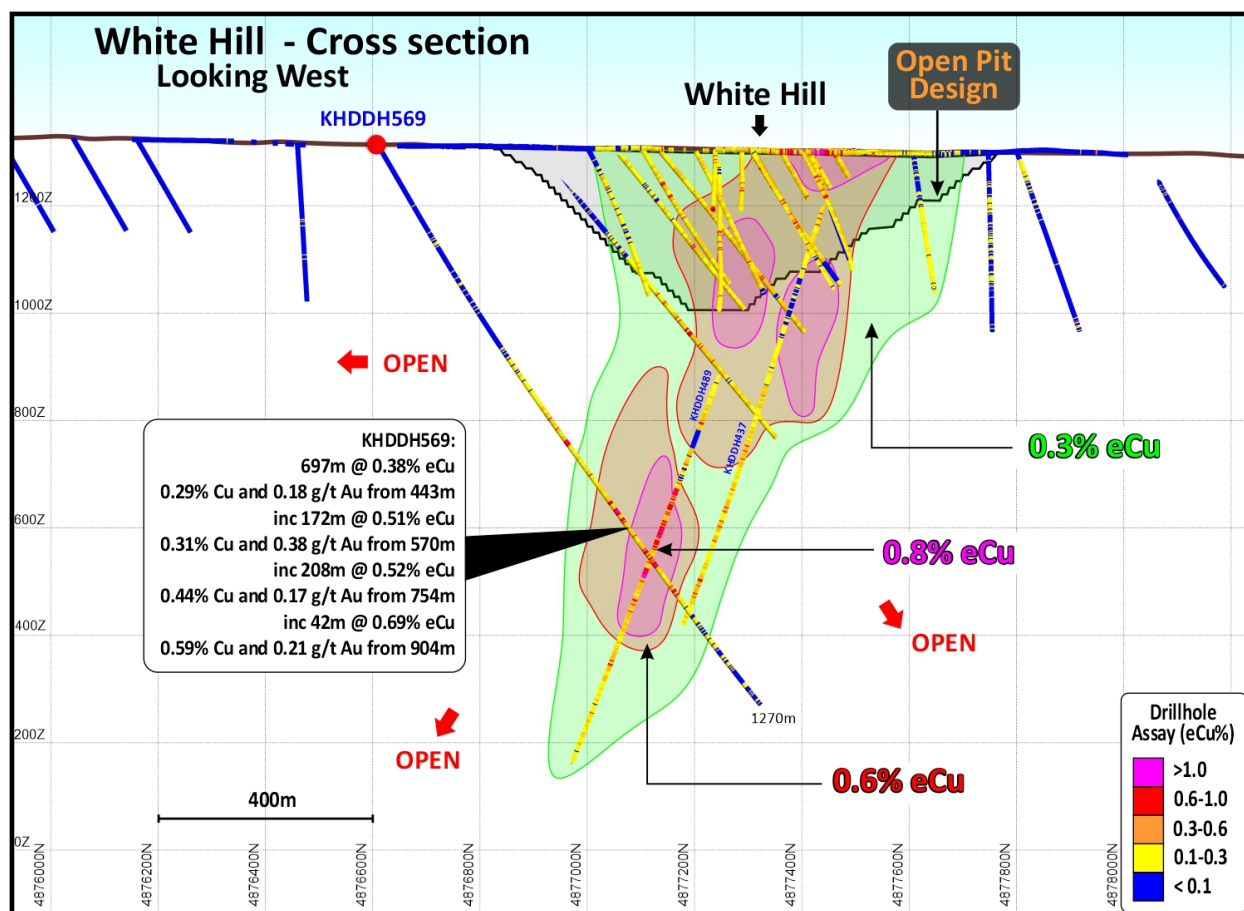 White Hill - Cross section
Looking West
Open Pit
Design
White Hill
KHDDH569
1200Z
1000Z
800Z
600Z
400Z
200Z
0Z
OPEN
KHDDH489
KHDDH437
KHDDH569:
697m @ 0.38% eCu
0.29% Cu and 0.18 g/t Au from 443m
inc 172m @ 0.51% eCu
0.31% Cu and 0.38 g/t Au from 570m
inc 208m @ 0.52% eCu
0.44% Cu and 0.17 g/t Au from 754m
inc 42m @ 0.69% eCu
0.59% Cu and 0.21 g/t Au from 904m
0.3% eCu
0.8% eCu
OPEN
1270m
OPEN
0.6% eCu
400m
Drillhole
Assay (eCu%)
>1.0
0.6-1.0
0.3-0.6
0.1-0.3
< 0.1
4876000N
4876200N
4876400N
4876600N
4876800N
4877000N
4877200N
4877400N
4877600N
4877800N
4878000N